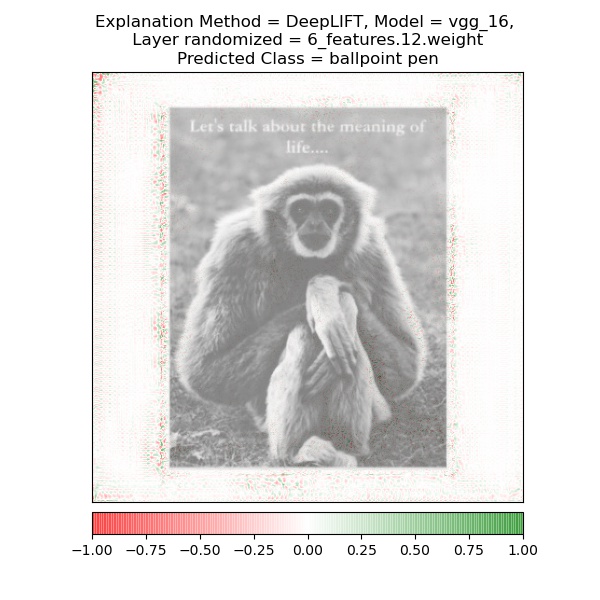 Explanation Method = DeepLIFT, Model = vgg_16,
Layer randomized = 6_features.12.weight
Predicted Class = ballpoint pen
Let's talk about the meaning of
life....
−1.00 −0.75 −0.50 −0.25 0.00 0.25 0.50 0.75 1.00